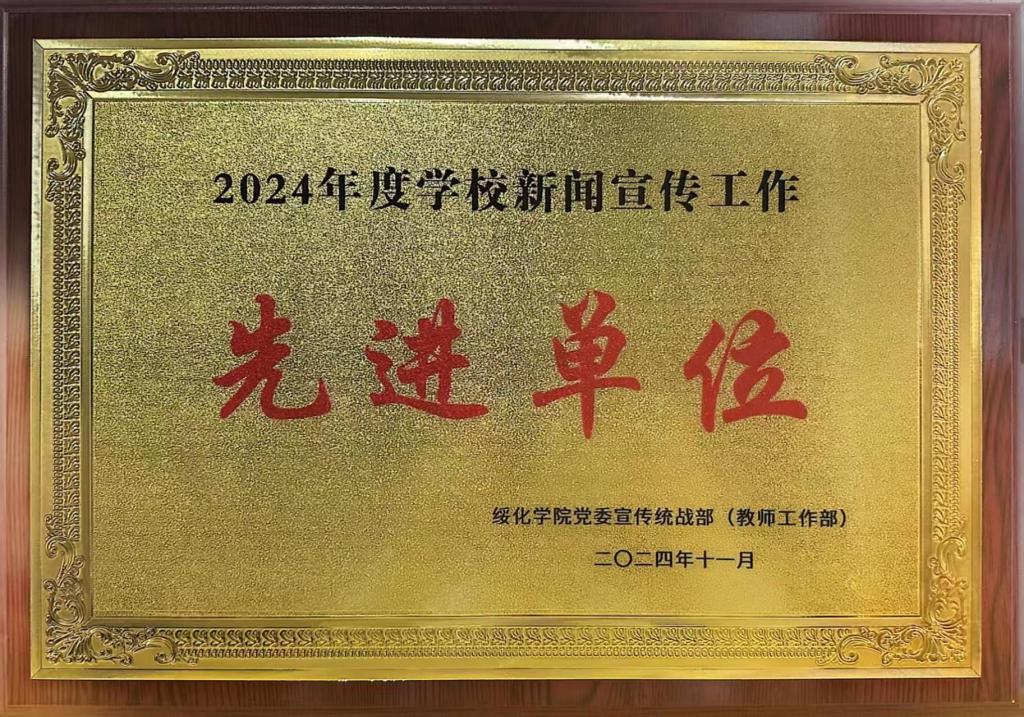 2024年度学校新闻宣传工作
先进单位
绥化学院党委宣传统战部（教师工作部）
二〇二四年十一月